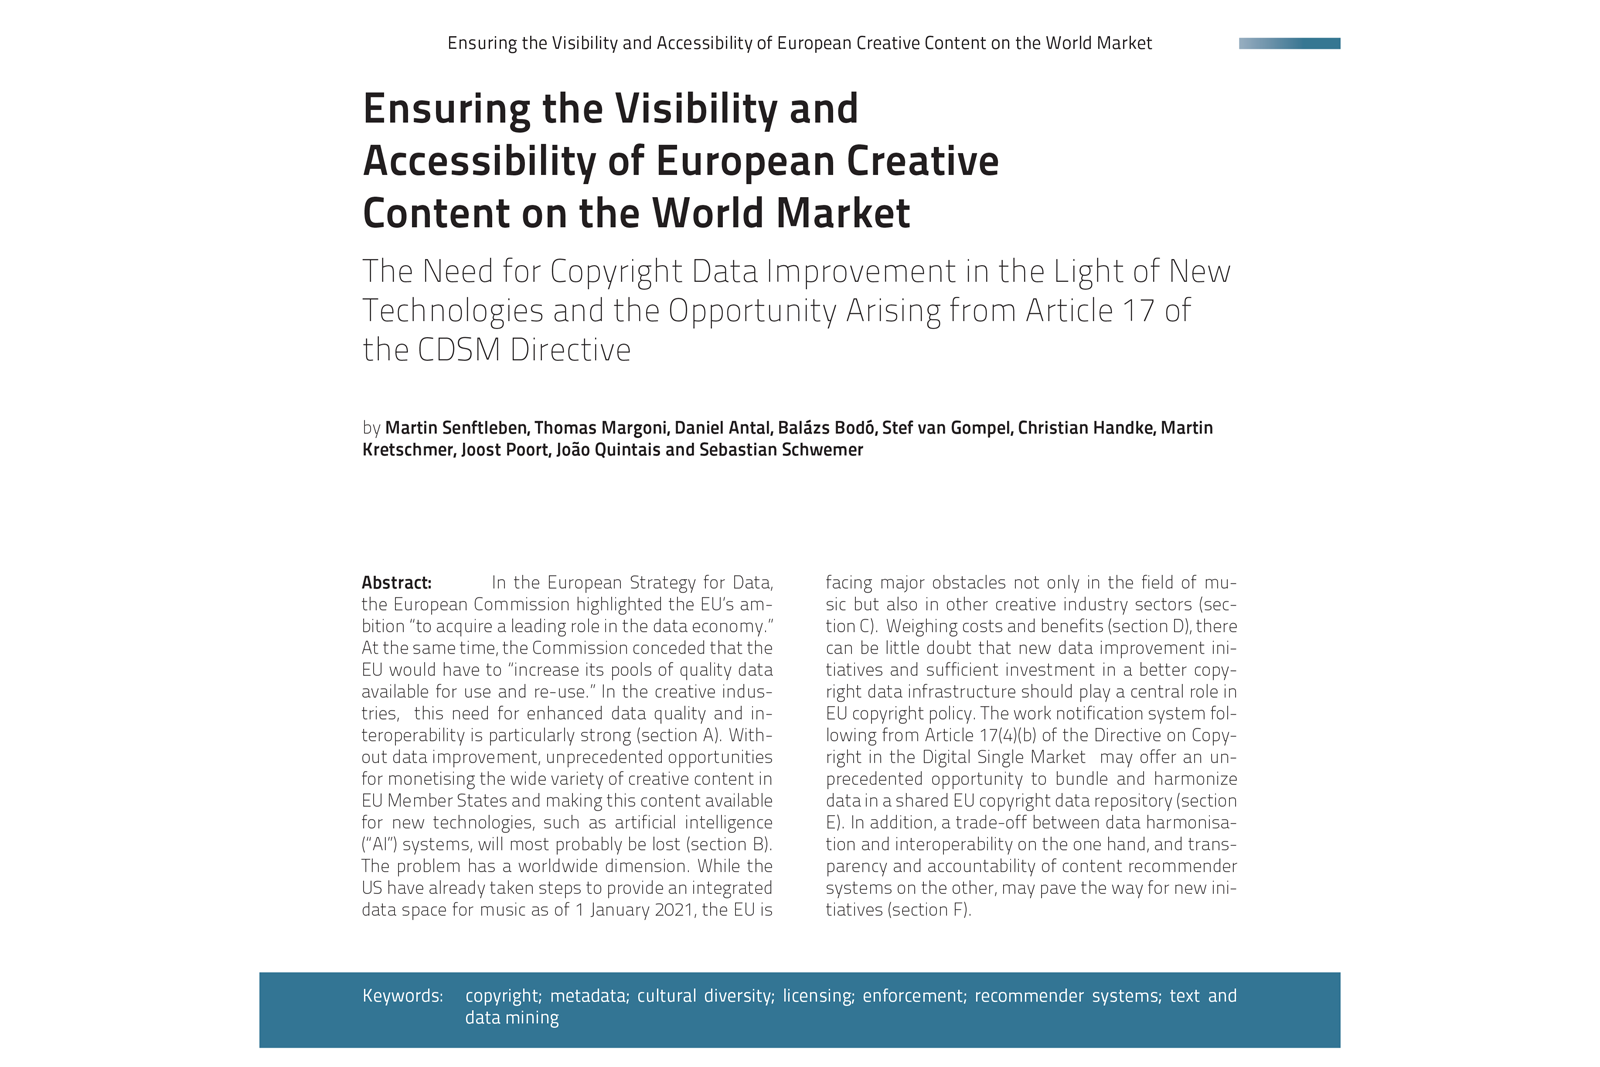 Ensuring the Visibility and Accessibility of European Creative Content on the World Market
Ensuring the Visibility and
Accessibility of European Creative
Content on the World Market
The Need for Copyright Data Improvement in the Light of New
Technologies and the Opportunity Arising from Article 17 of
the CDSM Directive
by Martin Senftleben, Thomas Margoni, Daniel Antal, Balázs Bodó, Stef van Gompel, Christian Handke, Martin
Kretschmer, Joost Poort, João Quintais and Sebastian Schwemer
Abstract: In the European Strategy for Data,
the European Commission highlighted the EU’s am-
bition “to acquire a leading role in the data economy.”
At the same time, the Commission conceded that the
EU would have to “increase its pools of quality data
available for use and re-use.” In the creative indus-
tries, this need for enhanced data quality and in-
teroperability is particularly strong (section A). With-
out data improvement, unprecedented opportunities
for monetising the wide variety of creative content in
EU Member States and making this content available
for new technologies, such as artificial intelligence
(“AI”) systems, will most probably be lost (section B).
The problem has a worldwide dimension. While the
US have already taken steps to provide an integrated
data space for music as of 1 January 2021, the EU is
facing major obstacles not only in the field of mu-
sic but also in other creative industry sectors (sec-
tion C). Weighing costs and benefits (section D), there
can be little doubt that new data improvement ini-
tiatives and sufficient investment in a better copy-
right data infrastructure should play a central role in
EU copyright policy. The work notification system fol-
lowing from Article 17(4)(b) of the Directive on Copy-
right in the Digital Single Market may offer an un-
precedented opportunity to bundle and harmonize
data in a shared EU copyright data repository (section
E). In addition, a trade-off between data harmonisa-
tion and interoperability on the one hand, and trans-
parency and accountability of content recommender
systems on the other, may pave the way for new ini-
tiatives (section F).
Keywords: copyright; metadata; cultural diversity; licensing; enforcement; recommender systems; text and
data mining